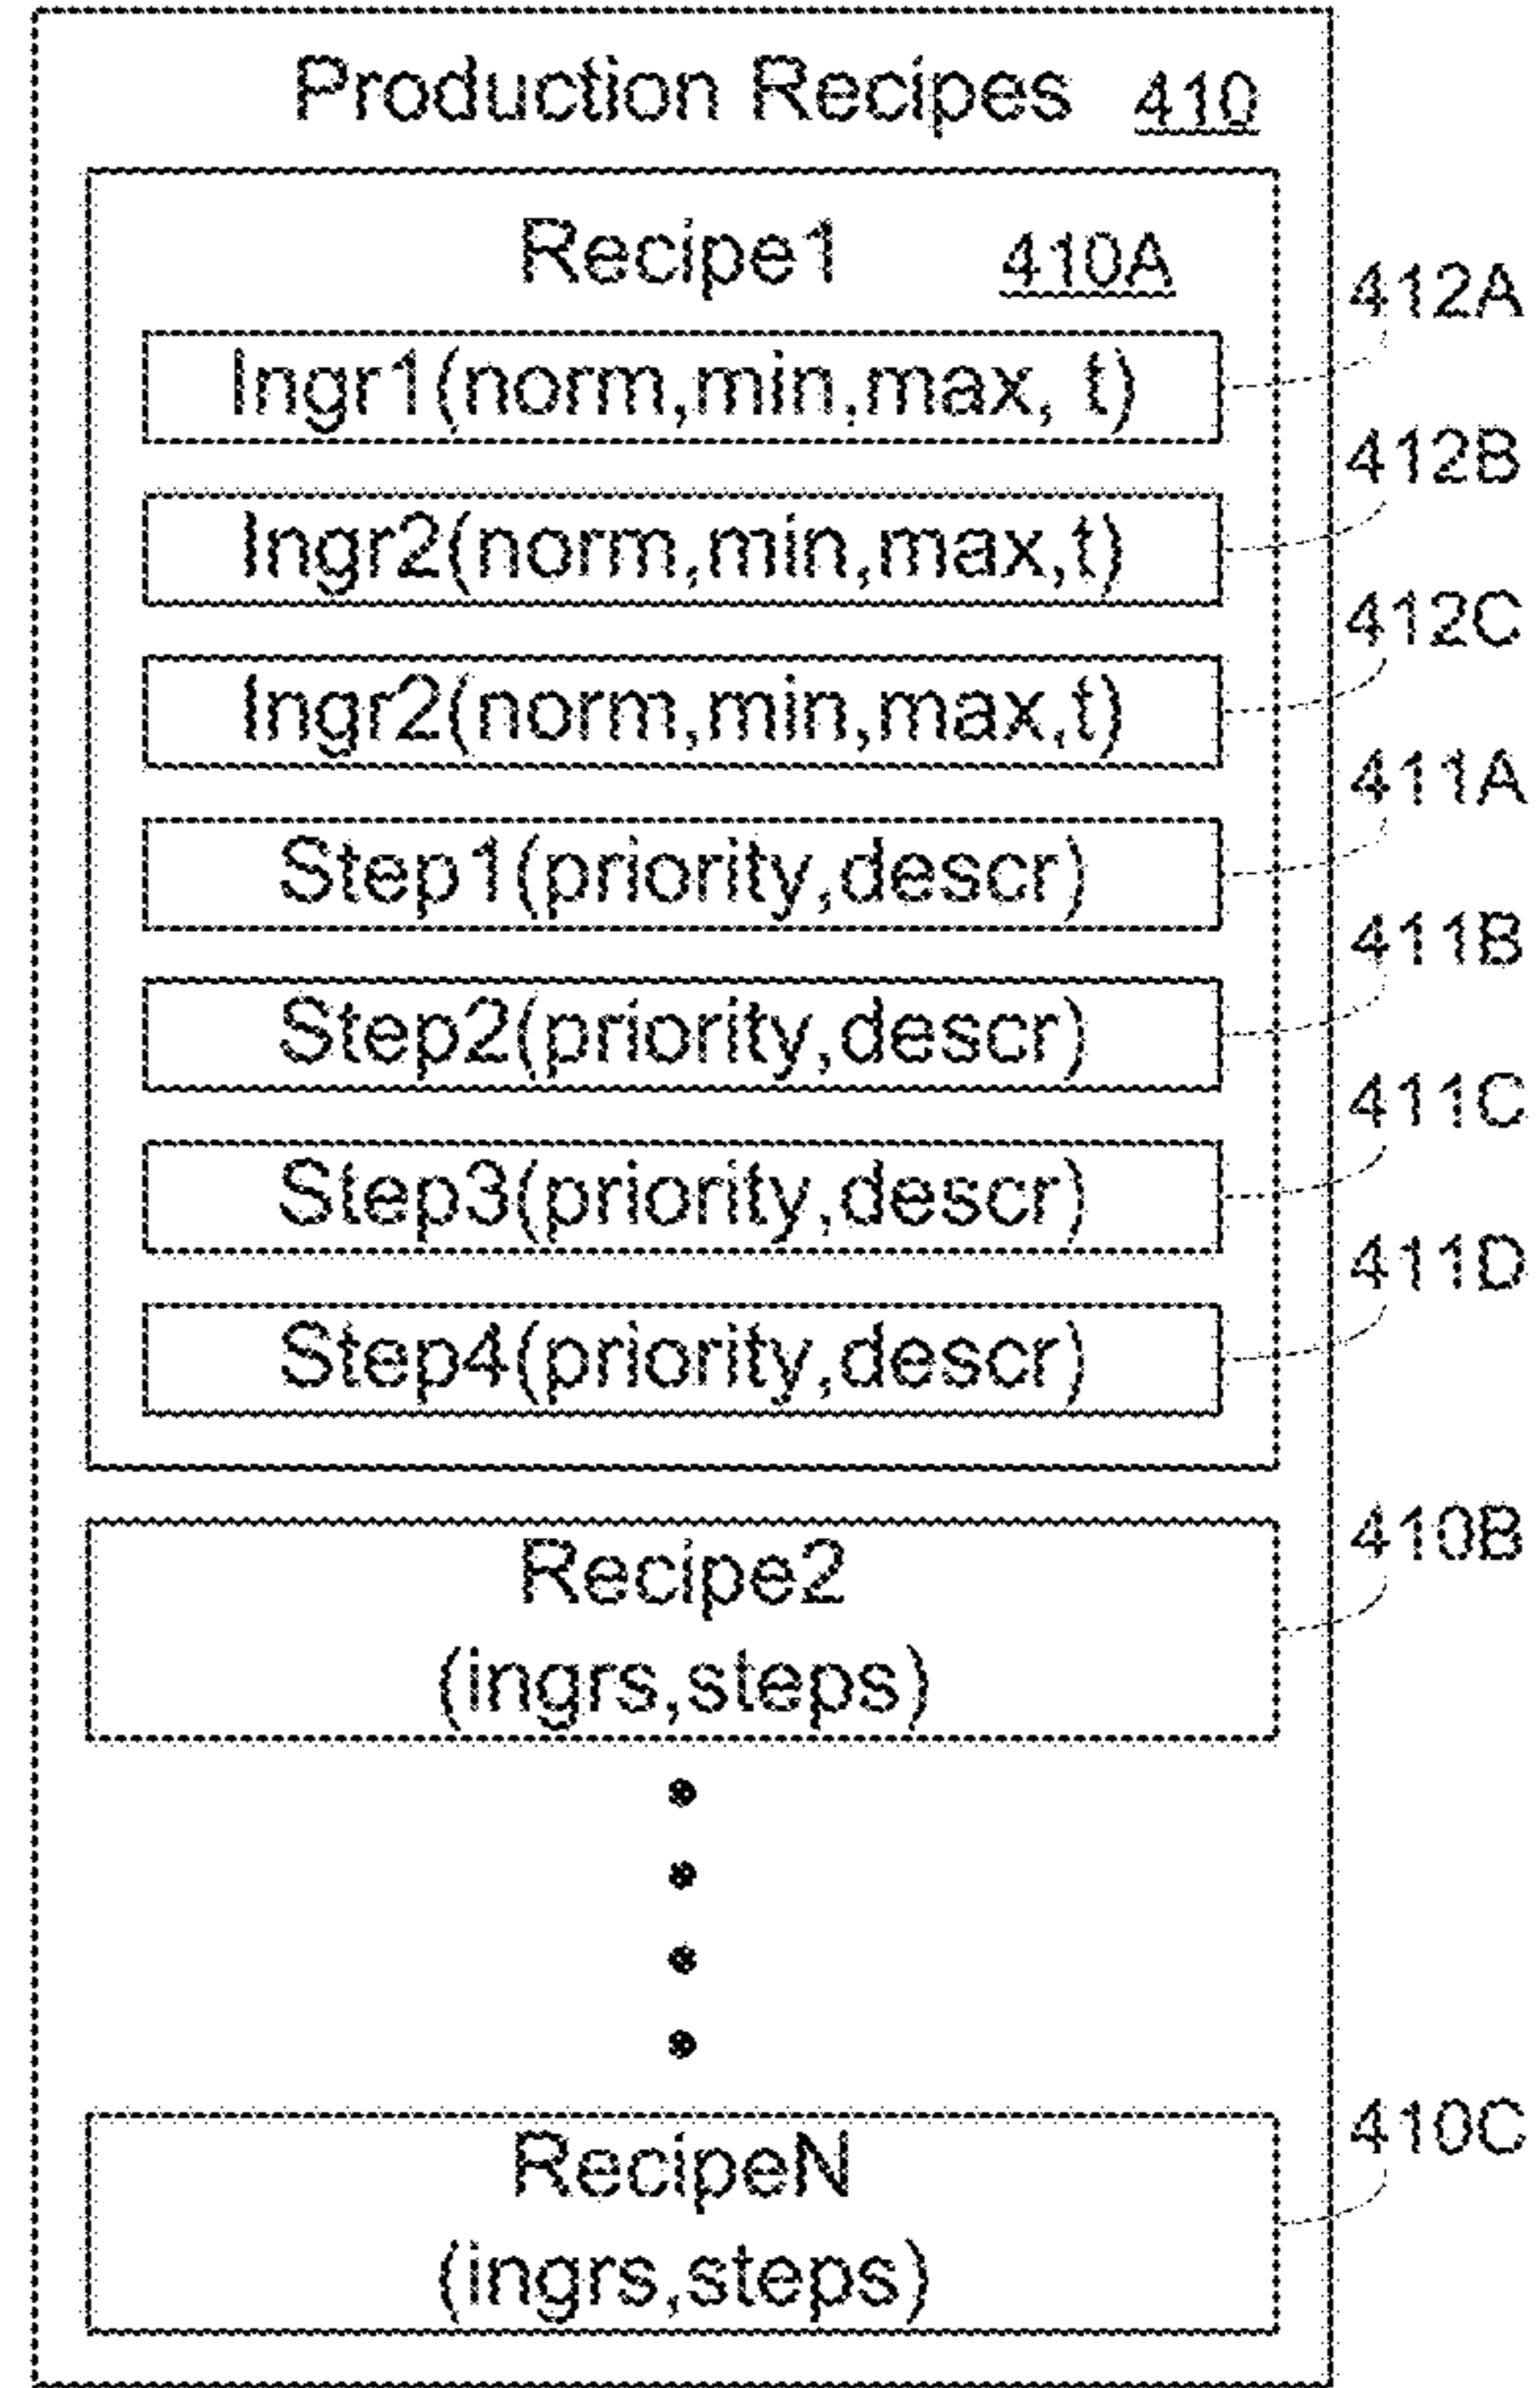 Production Recipes 410
Recipe1 410A
412A
Ingr1(norm,min,max, t)
412B
Ingr2(norm,min,max,t)
412C
Ingr2(norm,min,max,t)
411A
Step1(priority,descr)
411B
Step2(priority,descr)
411C
Step3(priority,descr)
411D
Step4(priority,descr)
410B
Recipe2
(ingrs,steps)
410C
RecipeN
(ingrs,steps)